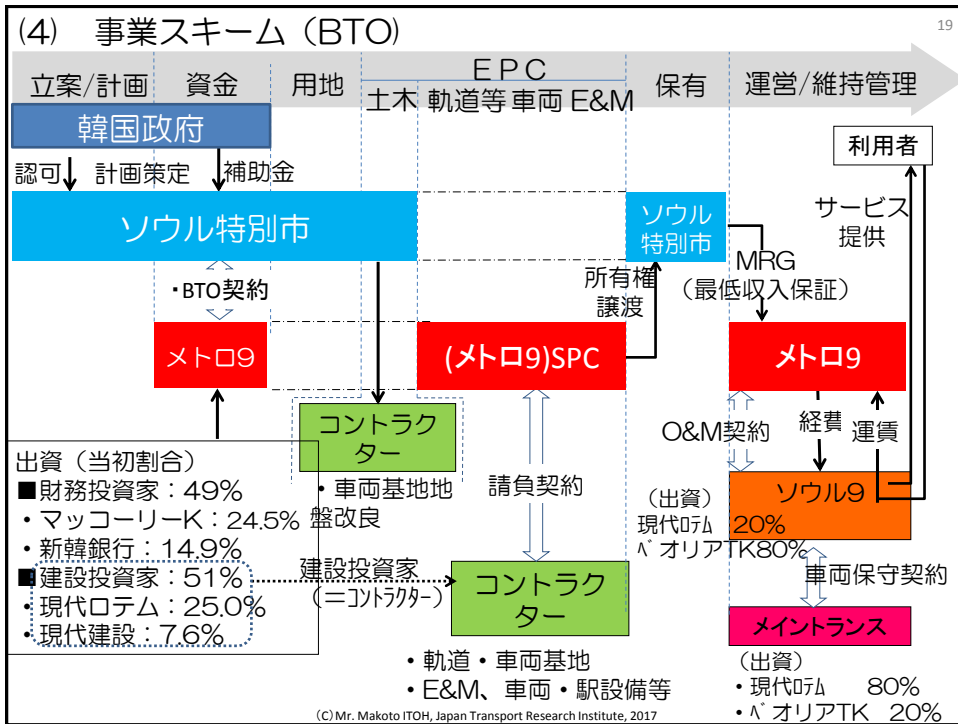 (4) 事業スキーム（BTO）
19
立案/計画
資金
用地
EPC
土木
軌道等 車両 E&M
保有
運営/維持管理
韓国政府
利用者
認可
計画策定
補助金
ソウル特別市
ソウル
特別市
サービス
提供
・BTO契約
所有権
譲渡
MRG
（最低収入保証）
メトロ9
(メトロ9)SPC
メトロ9
コントラク
ター
・車両基地地
盤改良
請負契約
O&M契約
経費
運賃
出資（当初割合）
■財務投資家：49%
・マッコーリーK：24.5%
・新韓銀行：14.9%
■建設投資家：51%
・現代ロテム：25.0%
・現代建設：7.6%
建設投資家
（＝コントラクター）
コントラク
ター
・軌道・車両基地
・E&M、車両・駅設備等
（出資）
現代ﾛﾃﾑ 20%
ﾍﾞオリアTK80%
ソウル9
車両保守契約
メイントランス
（出資）
・現代ﾛﾃﾑ 80%
・ﾍﾞオリアTK 20%
(C)Mr. Makoto ITOH, Japan Transport Research Institute, 2017